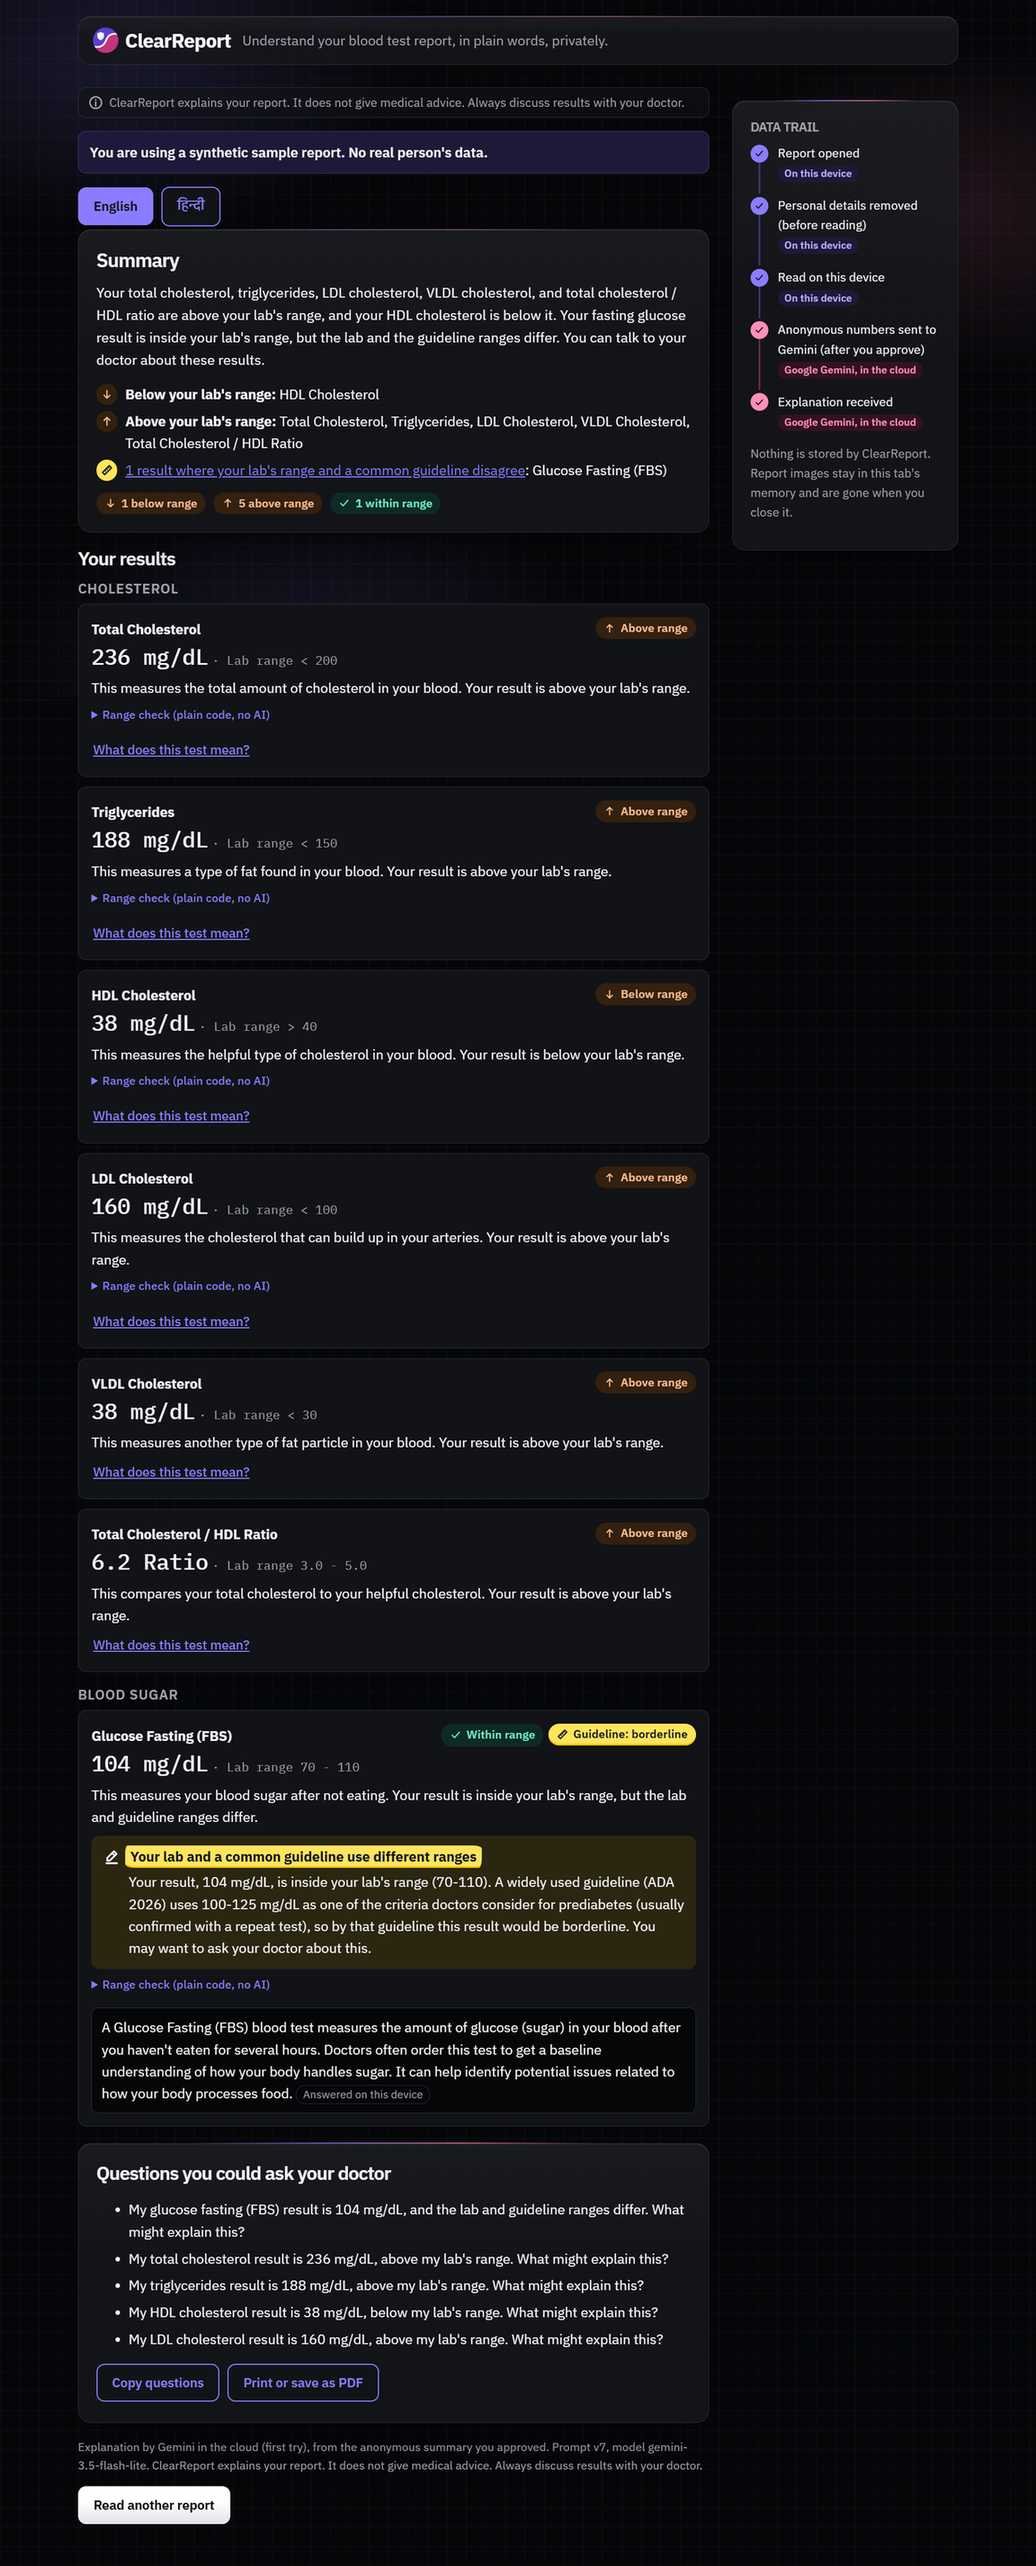 ClearReport Understand your blood test report, in plain words, privately.
ClearReport explains your report. It does not give medical advice. Always discuss results with your doctor.
You are using a synthetic sample report. No real person's data.
English हिन्दी
Summary
Your total cholesterol, triglycerides, LDL cholesterol, VLDL cholesterol, and total cholesterol /
HDL ratio are above your lab's range, and your HDL cholesterol is below it. Your fasting glucose
result is inside your lab's range, but the lab and the guideline ranges differ. You can talk to your
doctor about these results.
↓ Below your lab's range: HDL Cholesterol
↑ Above your lab's range: Total Cholesterol, Triglycerides, LDL Cholesterol, VLDL Cholesterol,
Total Cholesterol / HDL Ratio
1 result where your lab's range and a common guideline disagree: Glucose Fasting (FBS)
↓ 1 below range ↑ 5 above range ✓ 1 within range
DATA TRAIL
Report opened
On this device
Personal details removed
(before reading)
On this device
Read on this device
On this device
Anonymous numbers sent to
Gemini (after you approve)
Google Gemini, in the cloud
Explanation received
Google Gemini, in the cloud
Nothing is stored by ClearReport.
Report images stay in this tab's
memory and are gone when you
close it.
Your results
CHOLESTEROL
Total Cholesterol ↑ Above range
236 mg/dL · Lab range < 200
This measures the total amount of cholesterol in your blood. Your result is above your lab's range.
▶ Range check (plain code, no AI)
What does this test mean?
Triglycerides ↑ Above range
188 mg/dL · Lab range < 150
This measures a type of fat found in your blood. Your result is above your lab's range.
▶ Range check (plain code, no AI)
What does this test mean?
HDL Cholesterol ↓ Below range
38 mg/dL · Lab range > 40
This measures the helpful type of cholesterol in your blood. Your result is below your lab's range.
▶ Range check (plain code, no AI)
What does this test mean?
LDL Cholesterol ↑ Above range
160 mg/dL · Lab range < 100
This measures the cholesterol that can build up in your arteries. Your result is above your lab's
range.
▶ Range check (plain code, no AI)
What does this test mean?
VLDL Cholesterol ↑ Above range
38 mg/dL · Lab range < 30
This measures another type of fat particle in your blood. Your result is above your lab's range.
What does this test mean?
Total Cholesterol / HDL Ratio ↑ Above range
6.2 Ratio · Lab range 3.0 - 5.0
This compares your total cholesterol to your helpful cholesterol. Your result is above your lab's
range.
What does this test mean?
BLOOD SUGAR
Glucose Fasting (FBS) ✓ Within range Guideline: borderline
104 mg/dL · Lab range 70 - 110
This measures your blood sugar after not eating. Your result is inside your lab's range, but the lab
and guideline ranges differ.
Your lab and a common guideline use different ranges
Your result, 104 mg/dL, is inside your lab's range (70-110). A widely used guideline (ADA
2026) uses 100-125 mg/dL as one of the criteria doctors consider for prediabetes (usually
confirmed with a repeat test), so by that guideline this result would be borderline. You
may want to ask your doctor about this.
▶ Range check (plain code, no AI)
A Glucose Fasting (FBS) blood test measures the amount of glucose (sugar) in your blood after
you haven't eaten for several hours. Doctors often order this test to get a baseline
understanding of how your body handles sugar. It can help identify potential issues related to
how your body processes food. Answered on this device
Questions you could ask your doctor
• My glucose fasting (FBS) result is 104 mg/dL, and the lab and guideline ranges differ. What
might explain this?
• My total cholesterol result is 236 mg/dL, above my lab's range. What might explain this?
• My triglycerides result is 188 mg/dL, above my lab's range. What might explain this?
• My HDL cholesterol result is 38 mg/dL, below my lab's range. What might explain this?
• My LDL cholesterol result is 160 mg/dL, above my lab's range. What might explain this?
Copy questions Print or save as PDF
Explanation by Gemini in the cloud (first try), from the anonymous summary you approved. Prompt v7, model gemini-
3.5-flash-lite. ClearReport explains your report. It does not give medical advice. Always discuss results with your doctor.
Read another report